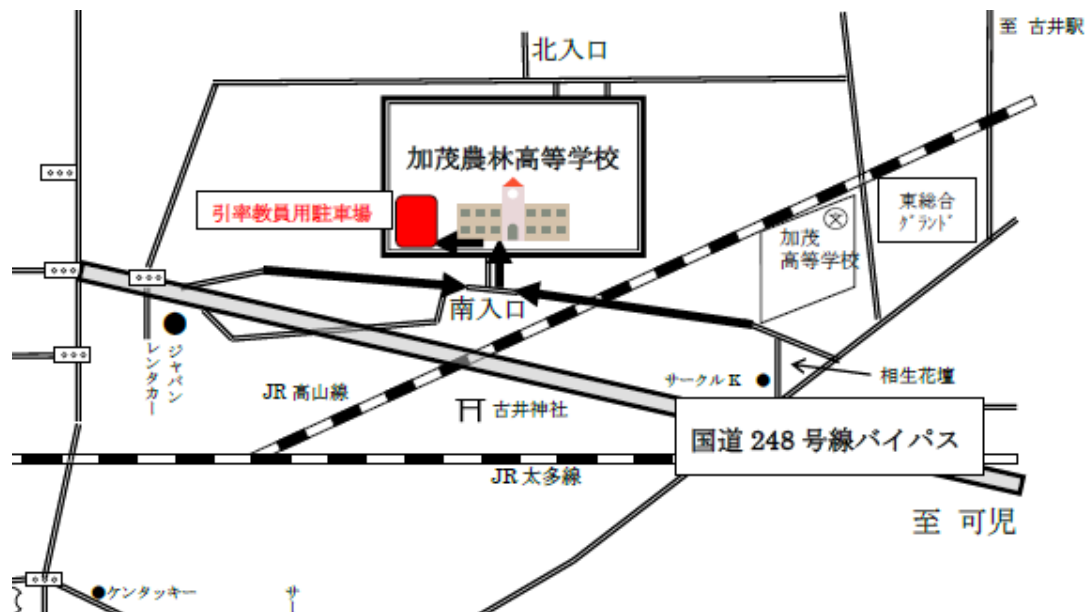 至 古井駅
北入口
加茂農林高等学校
引率教員用駐車場
東総合
グランド
加茂
高等学校
文
南入口
ジャパン
レンタカー
サークルK
相生花壇
JR 高山線
古井神社
国道 248 号線バイパス
JR 太多線
至 可児
ケンタッキー
サー